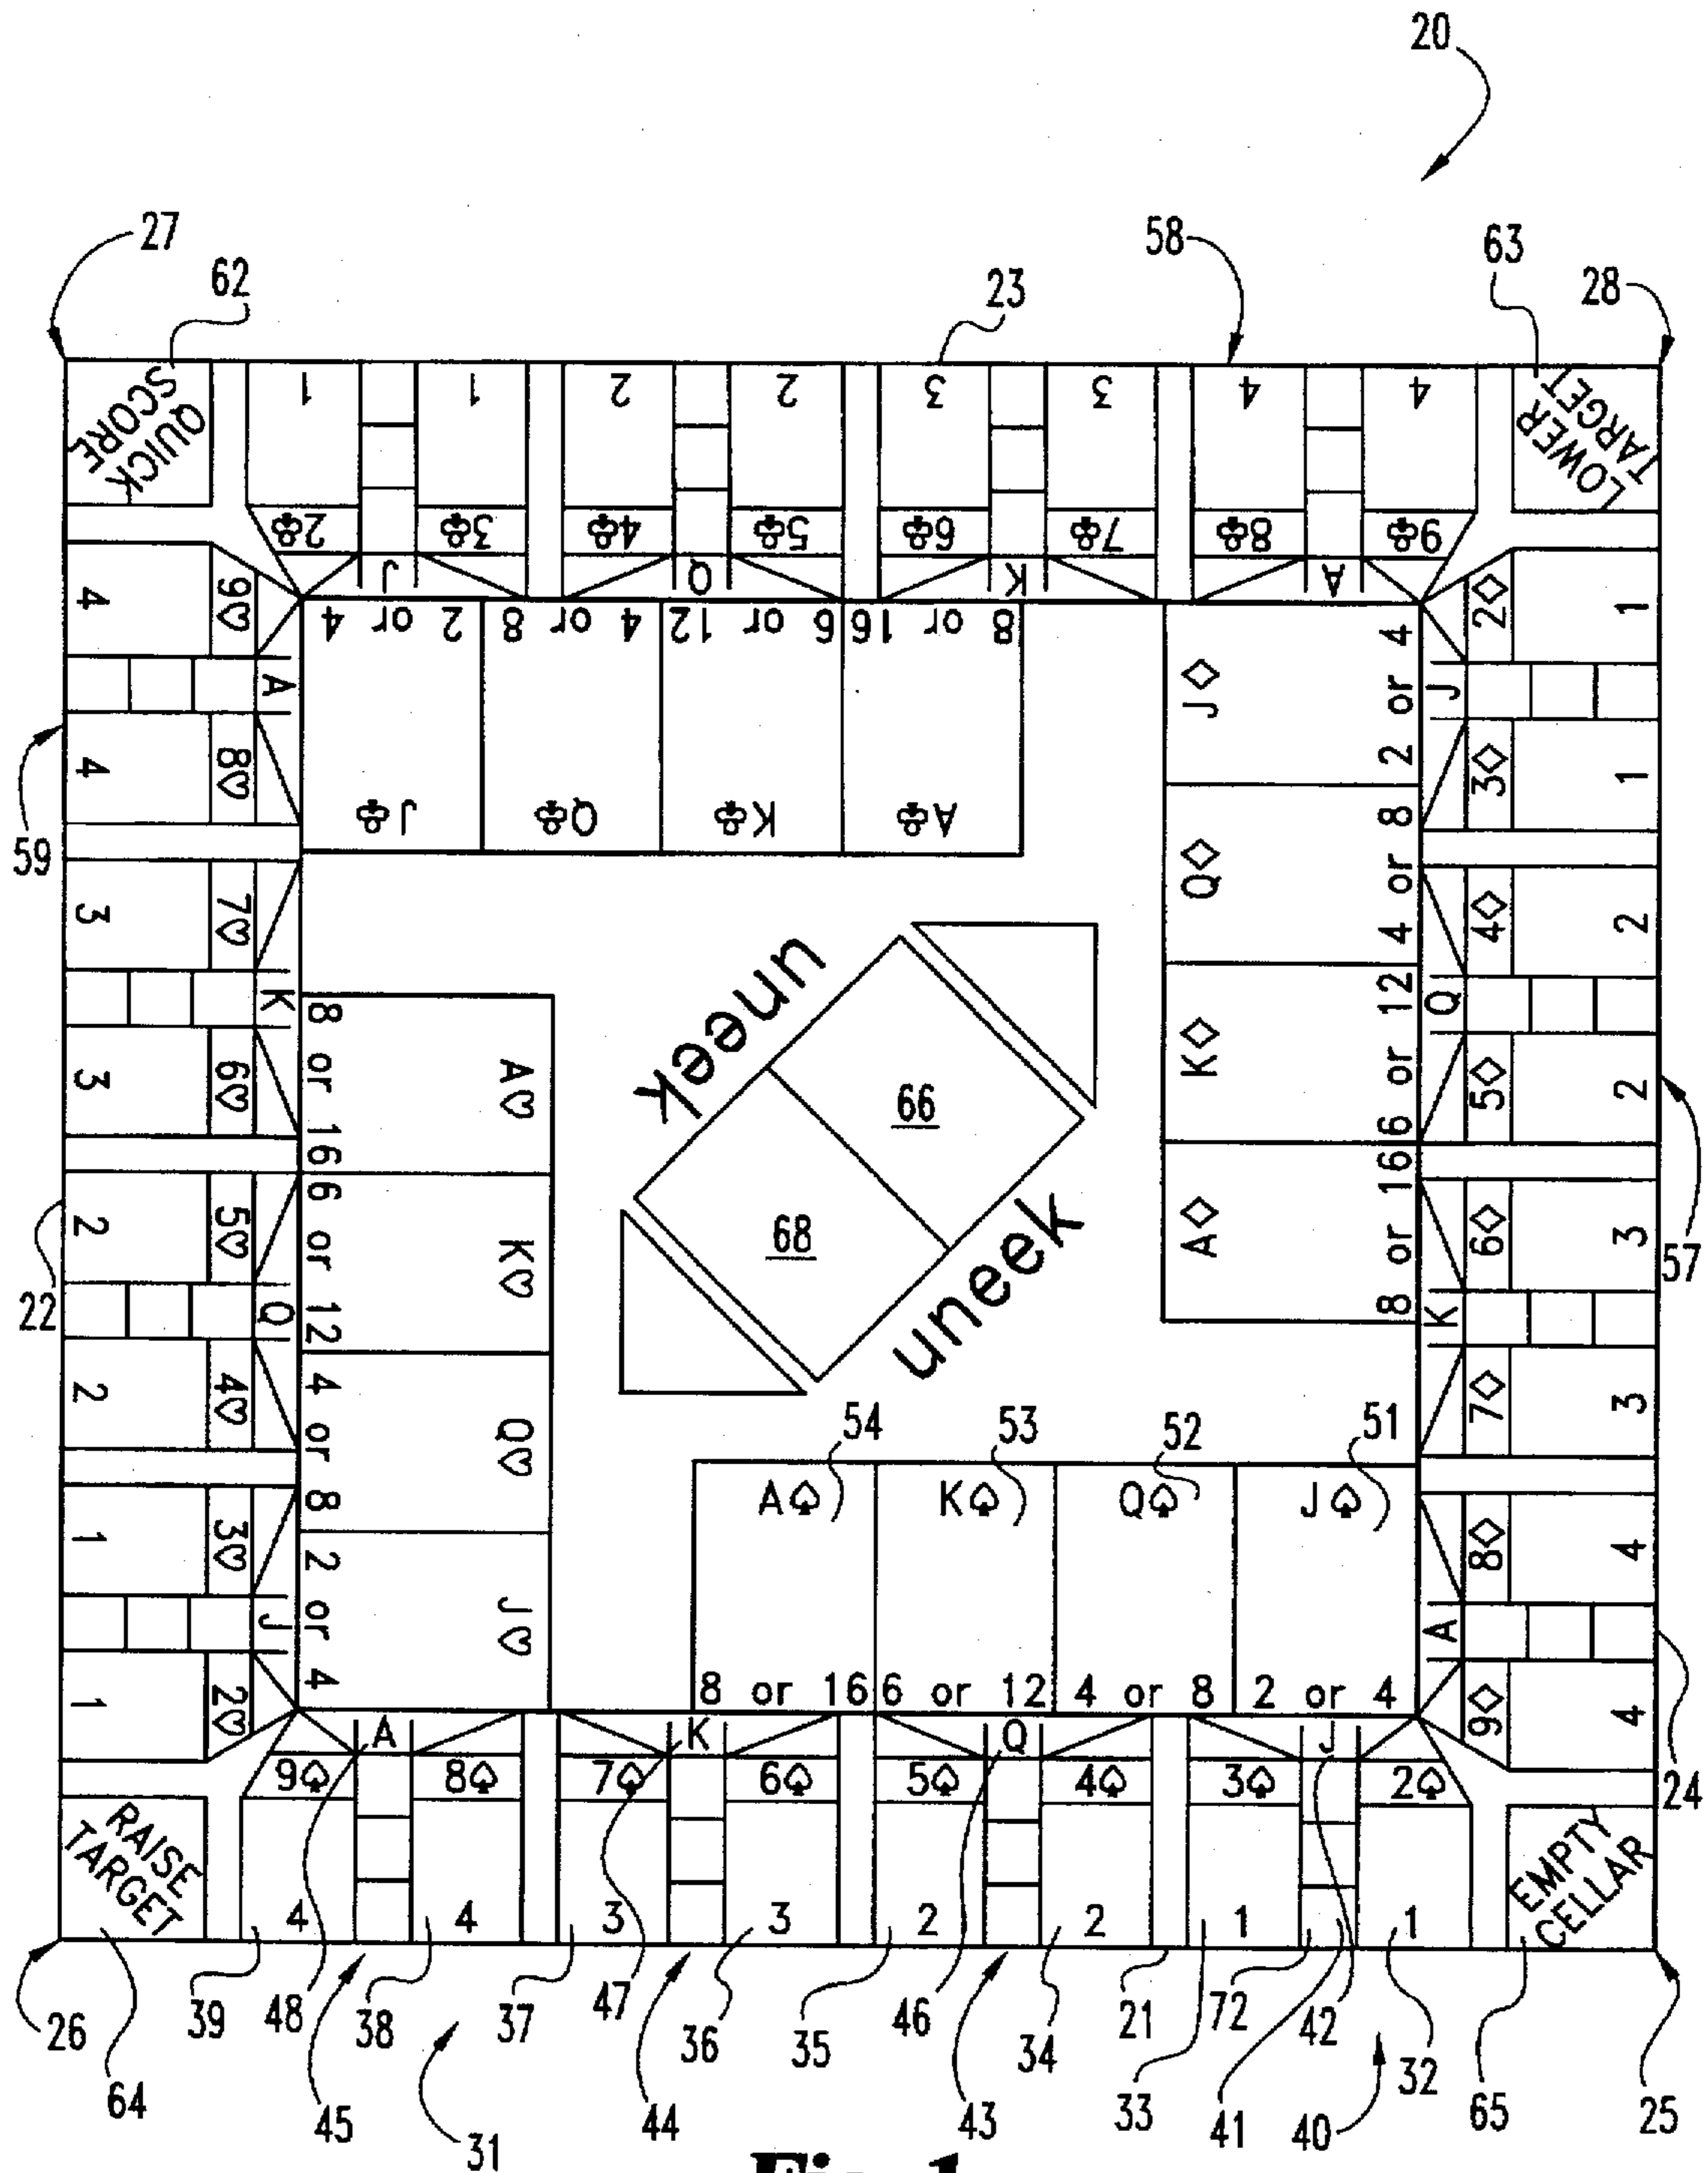 20
27
62
23
58
63
28
QUICK
SCORE
1 1 2 2 3 3 4 4
LOWER
TARGET
2♣ 3♣ 4♣ 5♣ 6♣ 7♣ 8♣ 9♣
J Q K A
2 or 4
4 or 8
6 or 12
8 or 16
J♣ Q♣ K♣ A♣
4 9♡
A
4 8♡
59
3 7♡
K
3 6♡
22
2 5♡
Q
2 4♡
1 3♡
J
1 2♡
8 or 16 A♡
6 or 12 K♡
4 or 8 Q♡
2 or 4 J♡
J♢ 2 or 4
Q♢ 4 or 8
K♢ 6 or 12
A♢ 8 or 16
2♢ 1
J
3♢ 1
4♢ 2
Q
5♢ 2
57
6♢ 3
K
7♢ 3
8♢ 4
A
9♢ 4
24
uneek
66
68
uneek
54
53
52
51
A♠ K♠ Q♠ J♠
8 or 16 6 or 12 4 or 8 2 or 4
A K Q J
9♠ 8♠ 7♠ 6♠ 5♠ 4♠ 3♠ 2♠
RAISE
TARGET
4 4 3 3 2 2 1 1
EMPTY
CELLAR
26
64
39
48
45
38
31
37
47
44
36
35
46
43
34
21
33
72
41
42
40
32
65
25